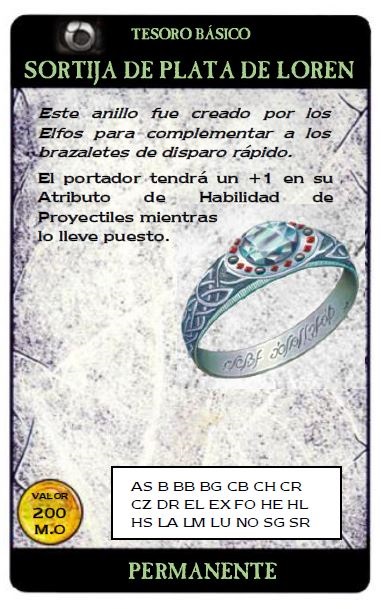 TESORO BÁSICO
SORTIJA DE PLATA DE LOREN
Este anillo fue creado por los
Elfos para complementar a los
brazaletes de disparo rápido.
El portador tendrá un +1 en su
Atributo de Habilidad de
Proyectiles mientras
lo lleve puesto.
VALOR
200
M.O
AS B BB BG CB CH CR
CZ DR EL EX FO HE HL
HS LA LM LU NO SG SR
PERMANENTE